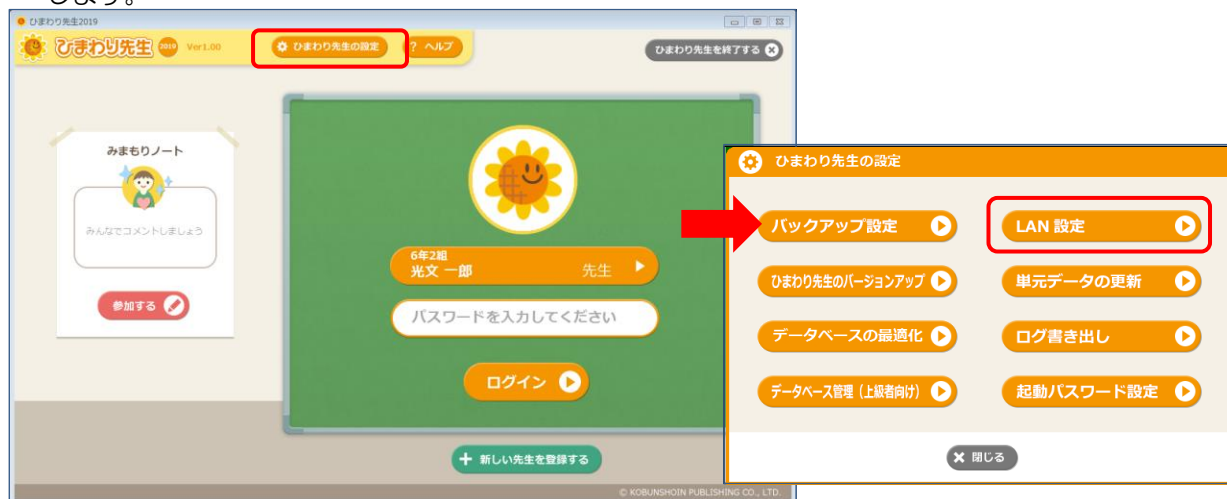 します。
ひまわり先生2019
ひまわり先生 2019 Ver1.00
ひまわり先生の設定
? ヘルプ
ひまわり先生を終了する
みまもりノート
みんなでコメントしましょう
参加する
6年2組
光文 一郎 先生
パスワードを入力してください
ログイン
新しい先生を登録する
© KOBUNSHOIN PUBLISHING CO., LTD.
ひまわり先生の設定
バックアップ設定
LAN 設定
ひまわり先生のバージョンアップ
単元データの更新
データベースの最適化
ログ書き出し
データベース管理（上級者向け）
起動パスワード設定
閉じる